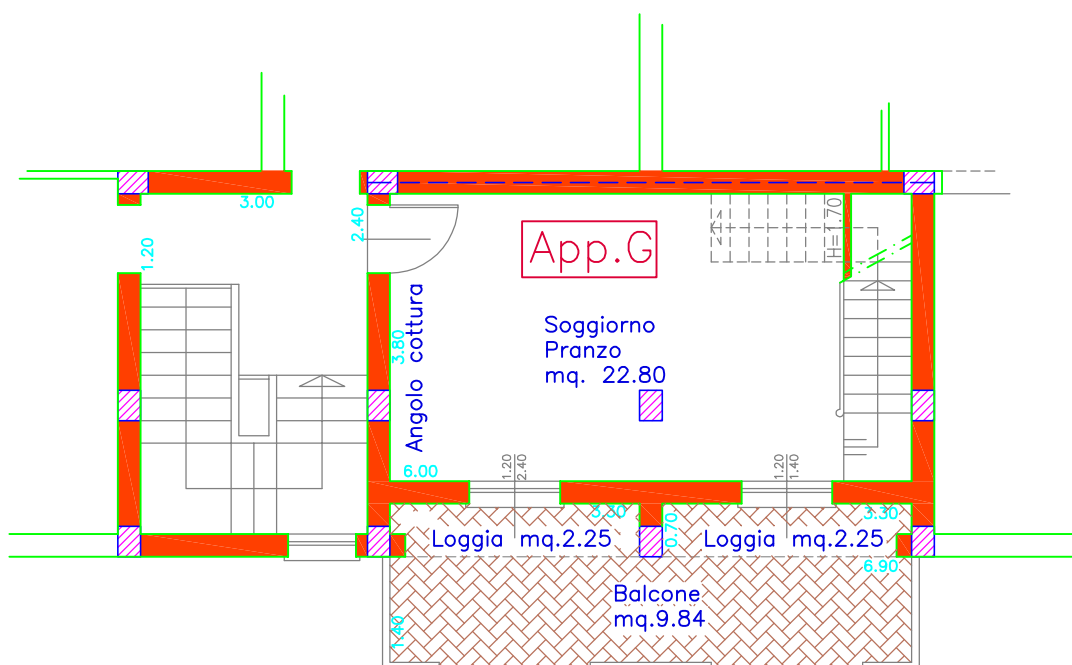 3.00
2.40
1.20
App.G
H=1.70
Angolo cottura
3.80
Soggiorno
Pranzo
mq. 22.80
6.00
1.20
2.40
1.20
1.40
3.30
3.30
Loggia mq.2.25
0.70
Loggia mq.2.25
6.90
Balcone
mq.9.84
1.40